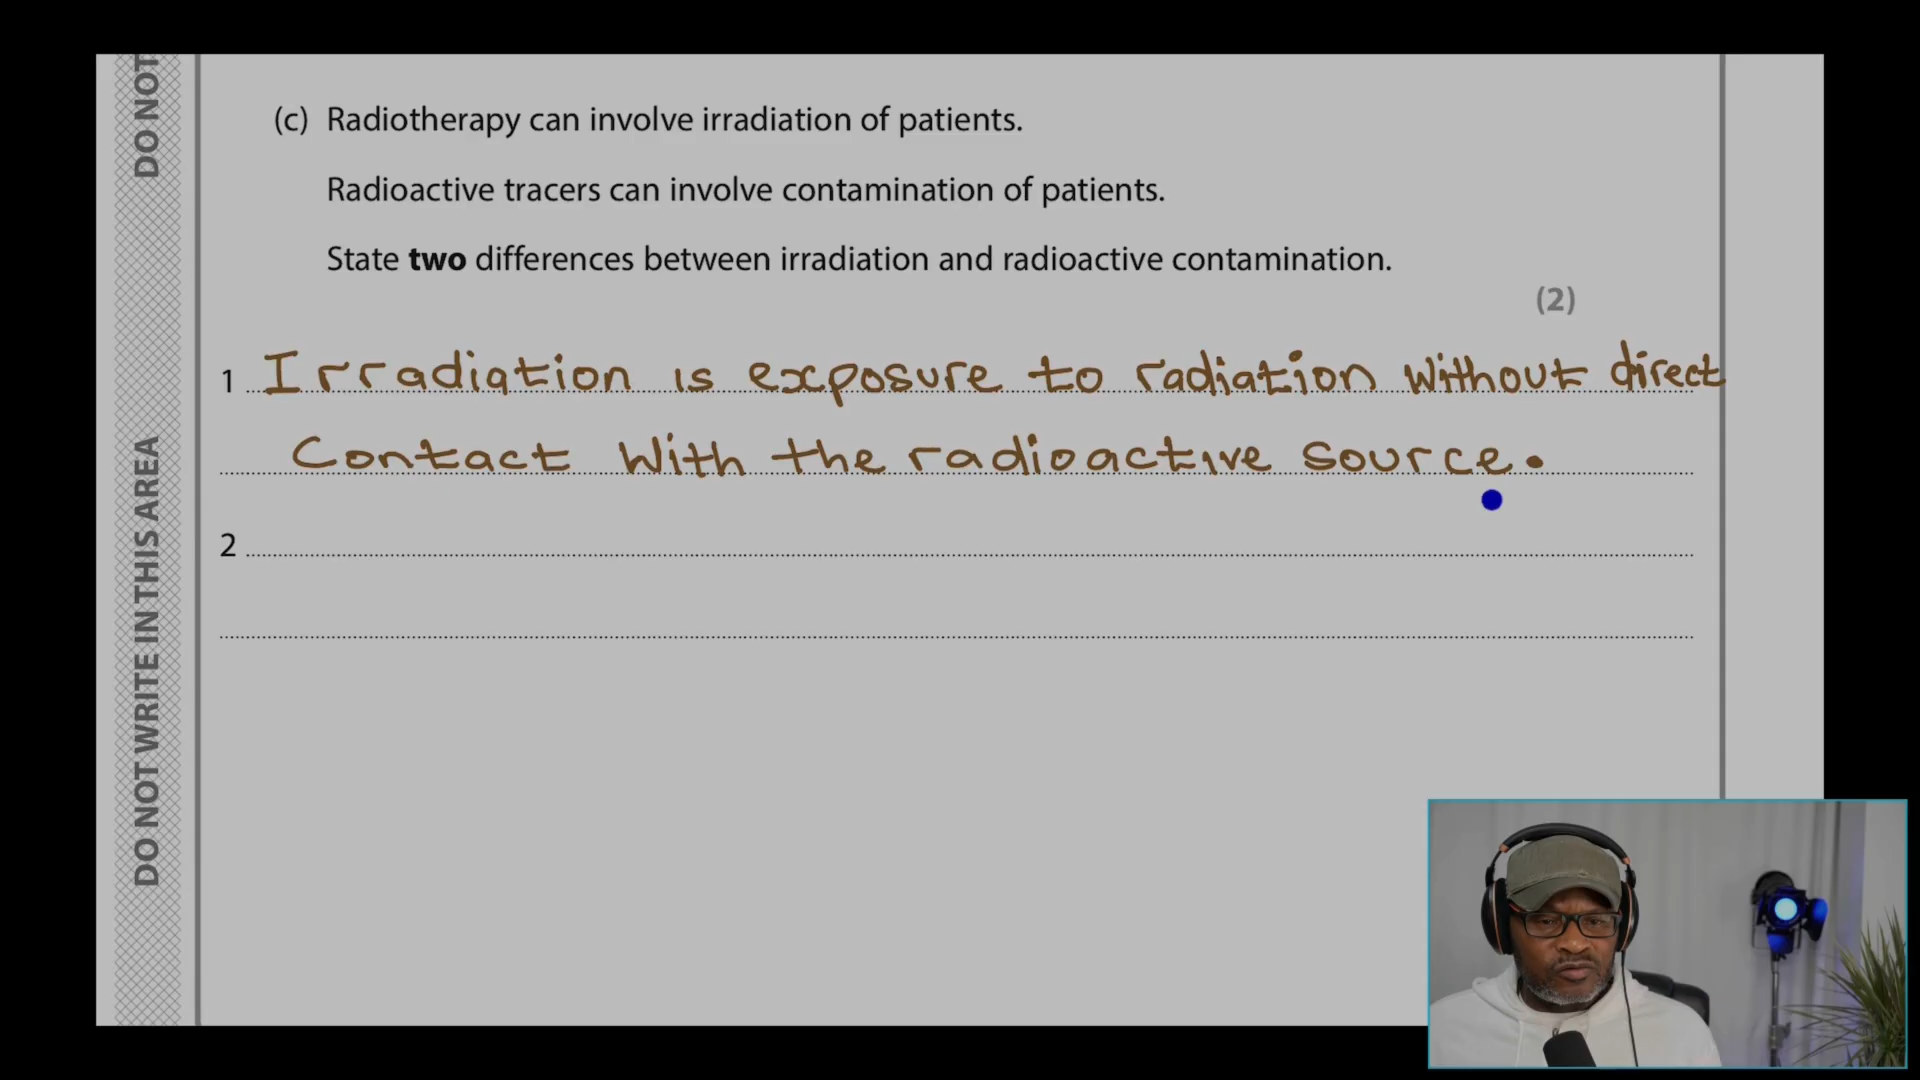 DO NOT
DO NOT WRITE IN THIS AREA
(c) Radiotherapy can involve irradiation of patients.
Radioactive tracers can involve contamination of patients.
State two differences between irradiation and radioactive contamination.
(2)
1 Irradiation is exposure to radiation without direct
Contact with the radioactive source.
2